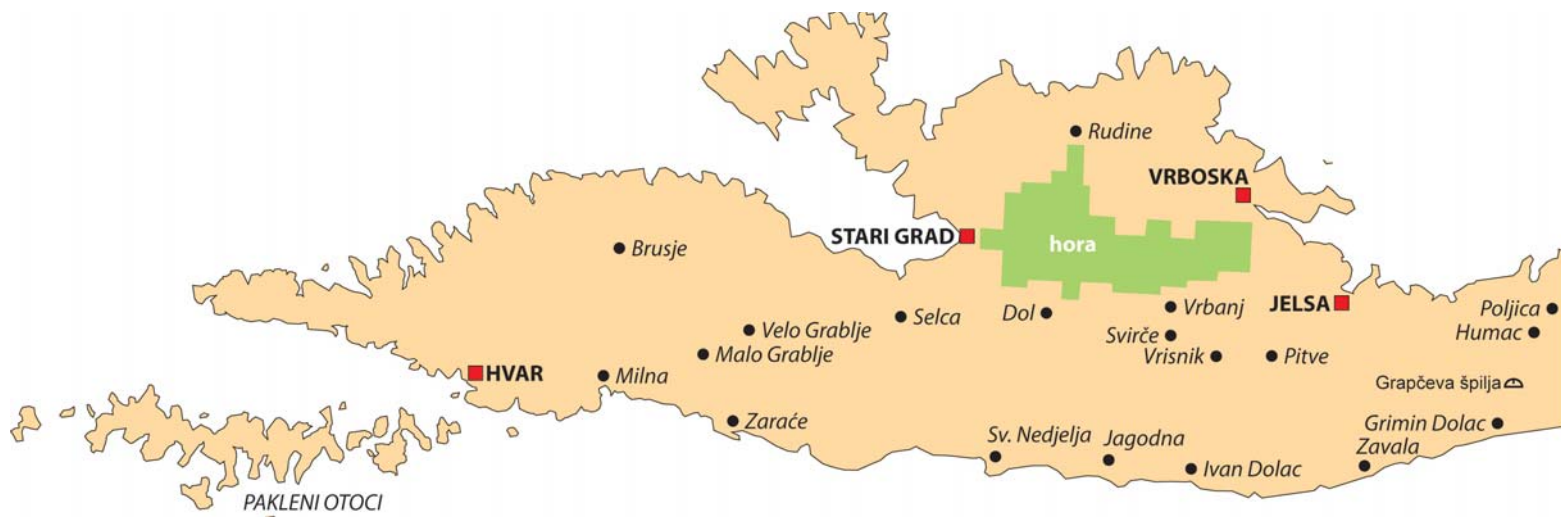 Rudine
VRBOSKA
STARI GRAD
hora
Brusje
Selca
Dol
Vrbanj
JELSA
Poljica
Humac
Velo Grablje
Svirče
Malo Grablje
Vrisnik
Pitve
HVAR
Milna
Grapčeva špilja
Zaraće
Sv. Nedjelja
Jagodna
Grimin Dolac
Zavala
Ivan Dolac
PAKLENI OTOCI